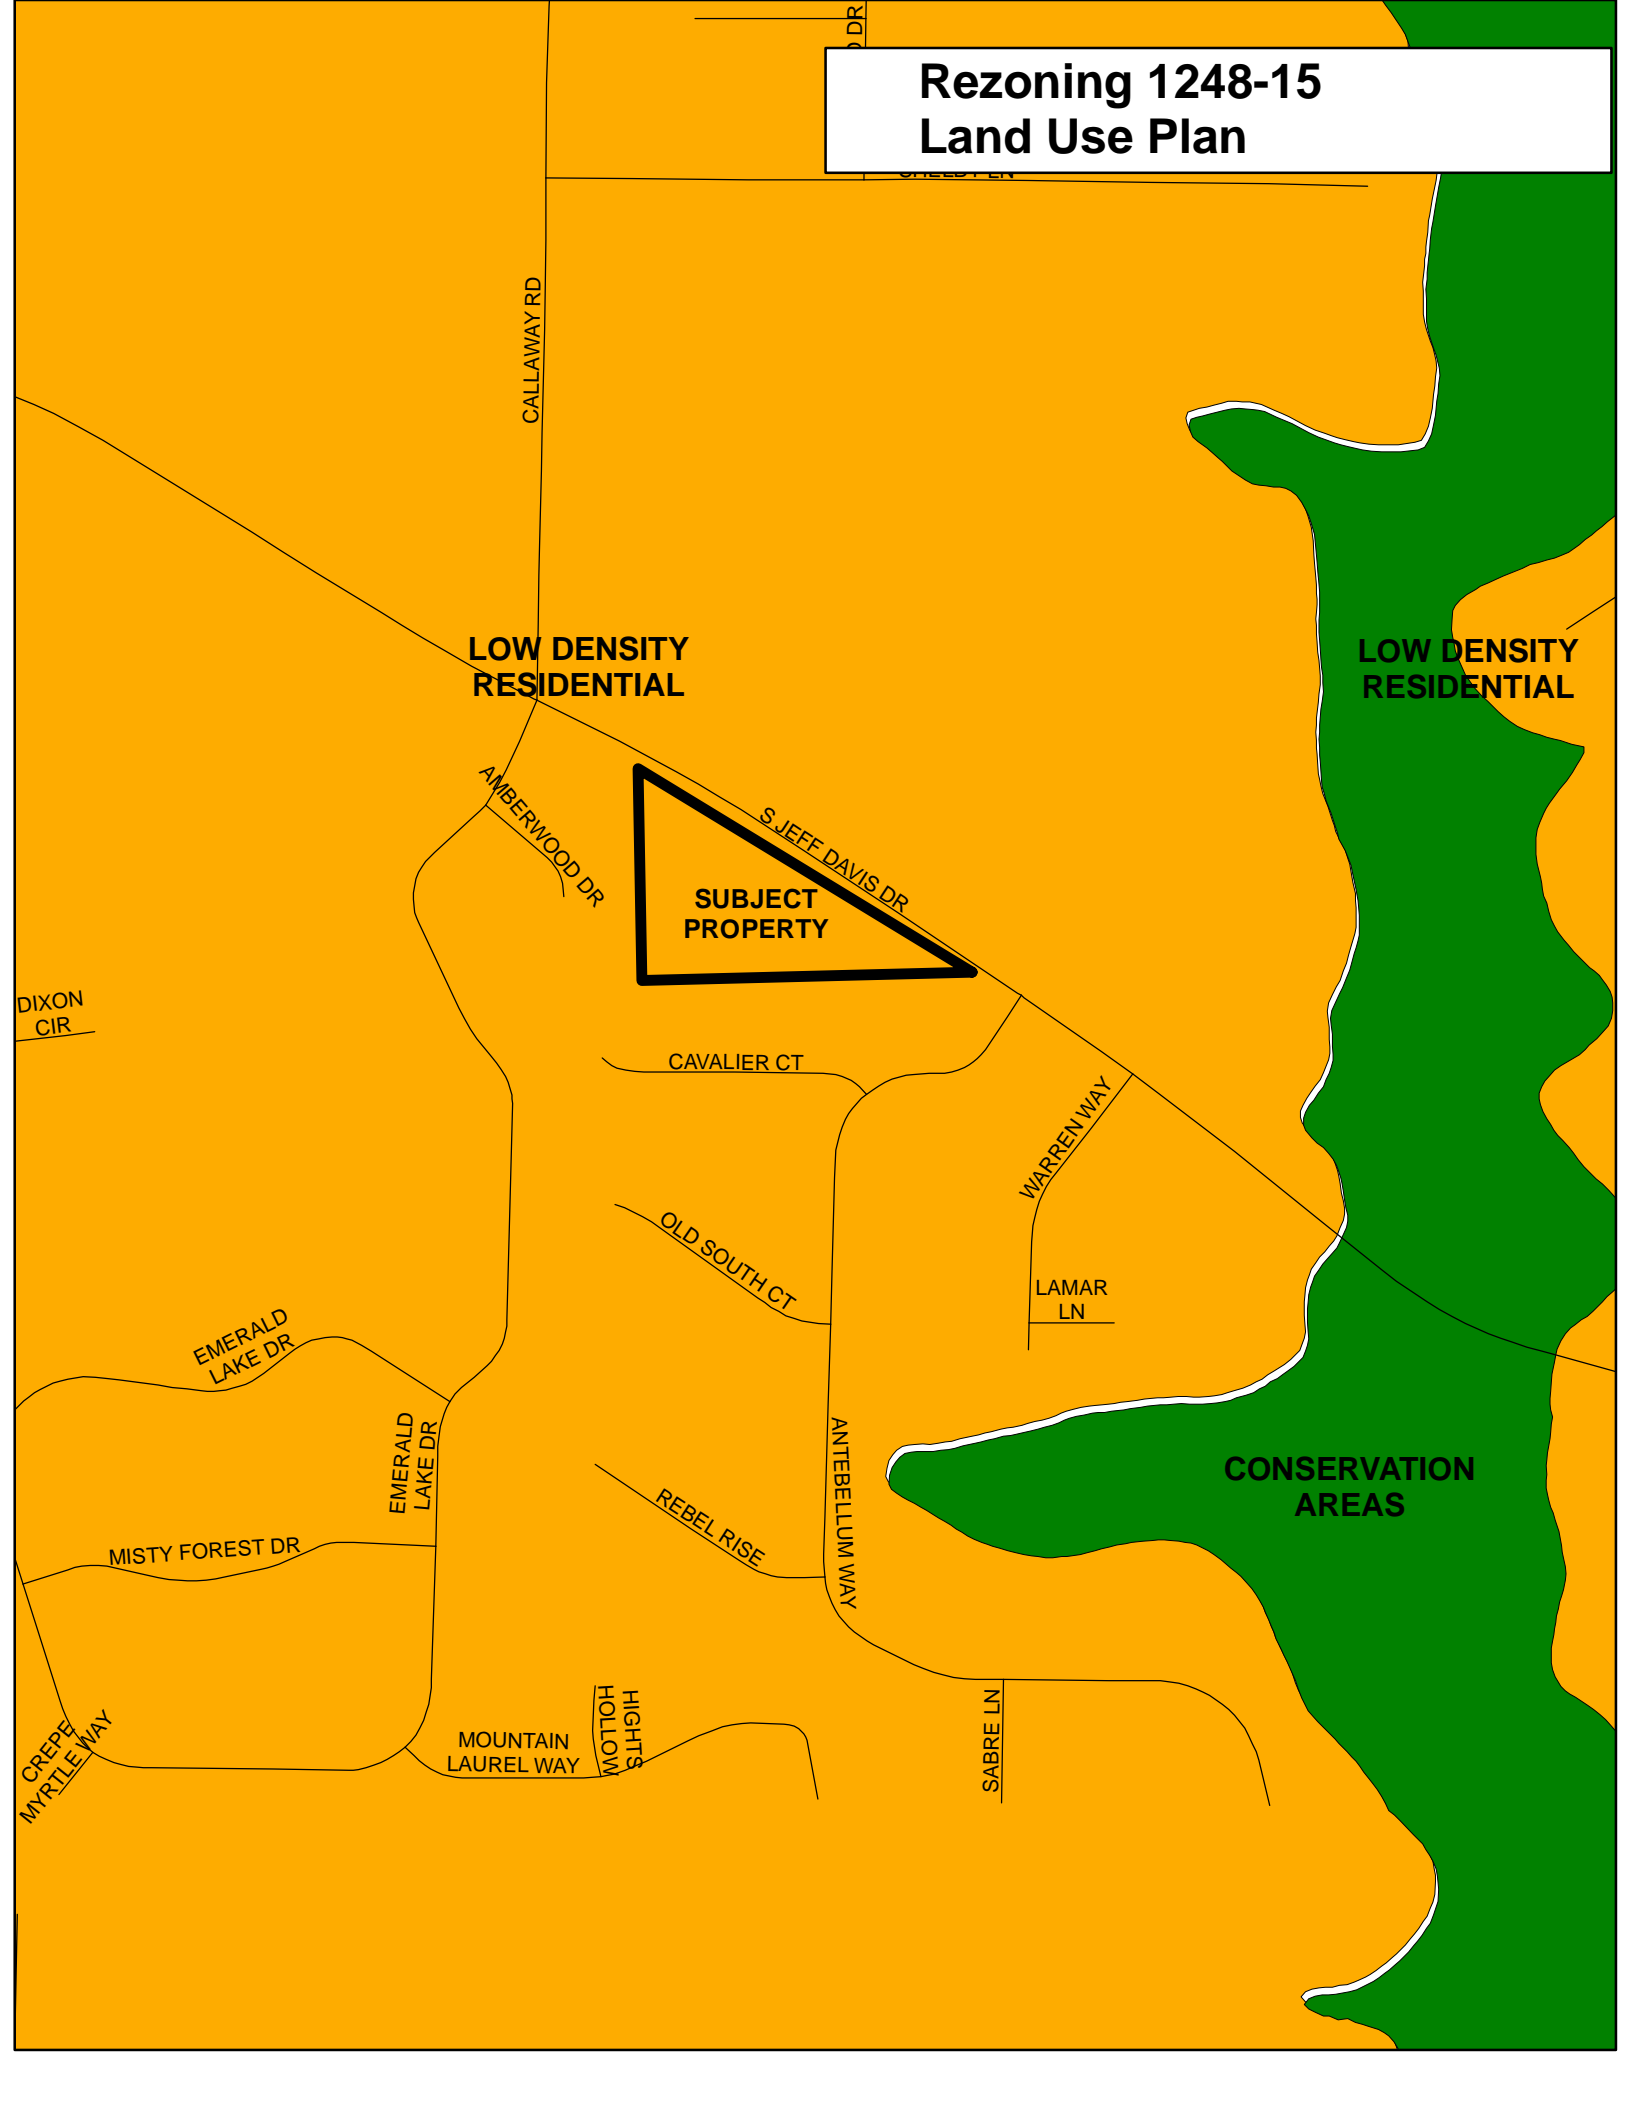 DR
Rezoning 1248-15
Land Use Plan
CALLAWAY RD
LOW DENSITY
RESIDENTIAL
LOW DENSITY
RESIDENTIAL
AMBERWOOD DR
S JEFF DAVIS DR
SUBJECT
PROPERTY
DIXON
CIR
CAVALIER CT
WARREN WAY
OLD SOUTH CT
LAMAR
LN
EMERALD
LAKE DR
EMERALD
LAKE DR
ANTEBELLUM WAY
CONSERVATION
AREAS
REBEL RISE
MISTY FOREST DR
CREPE
MYRTLE WAY
MOUNTAIN
LAUREL WAY
HIGHTS
HOLLOW
SABRE LN